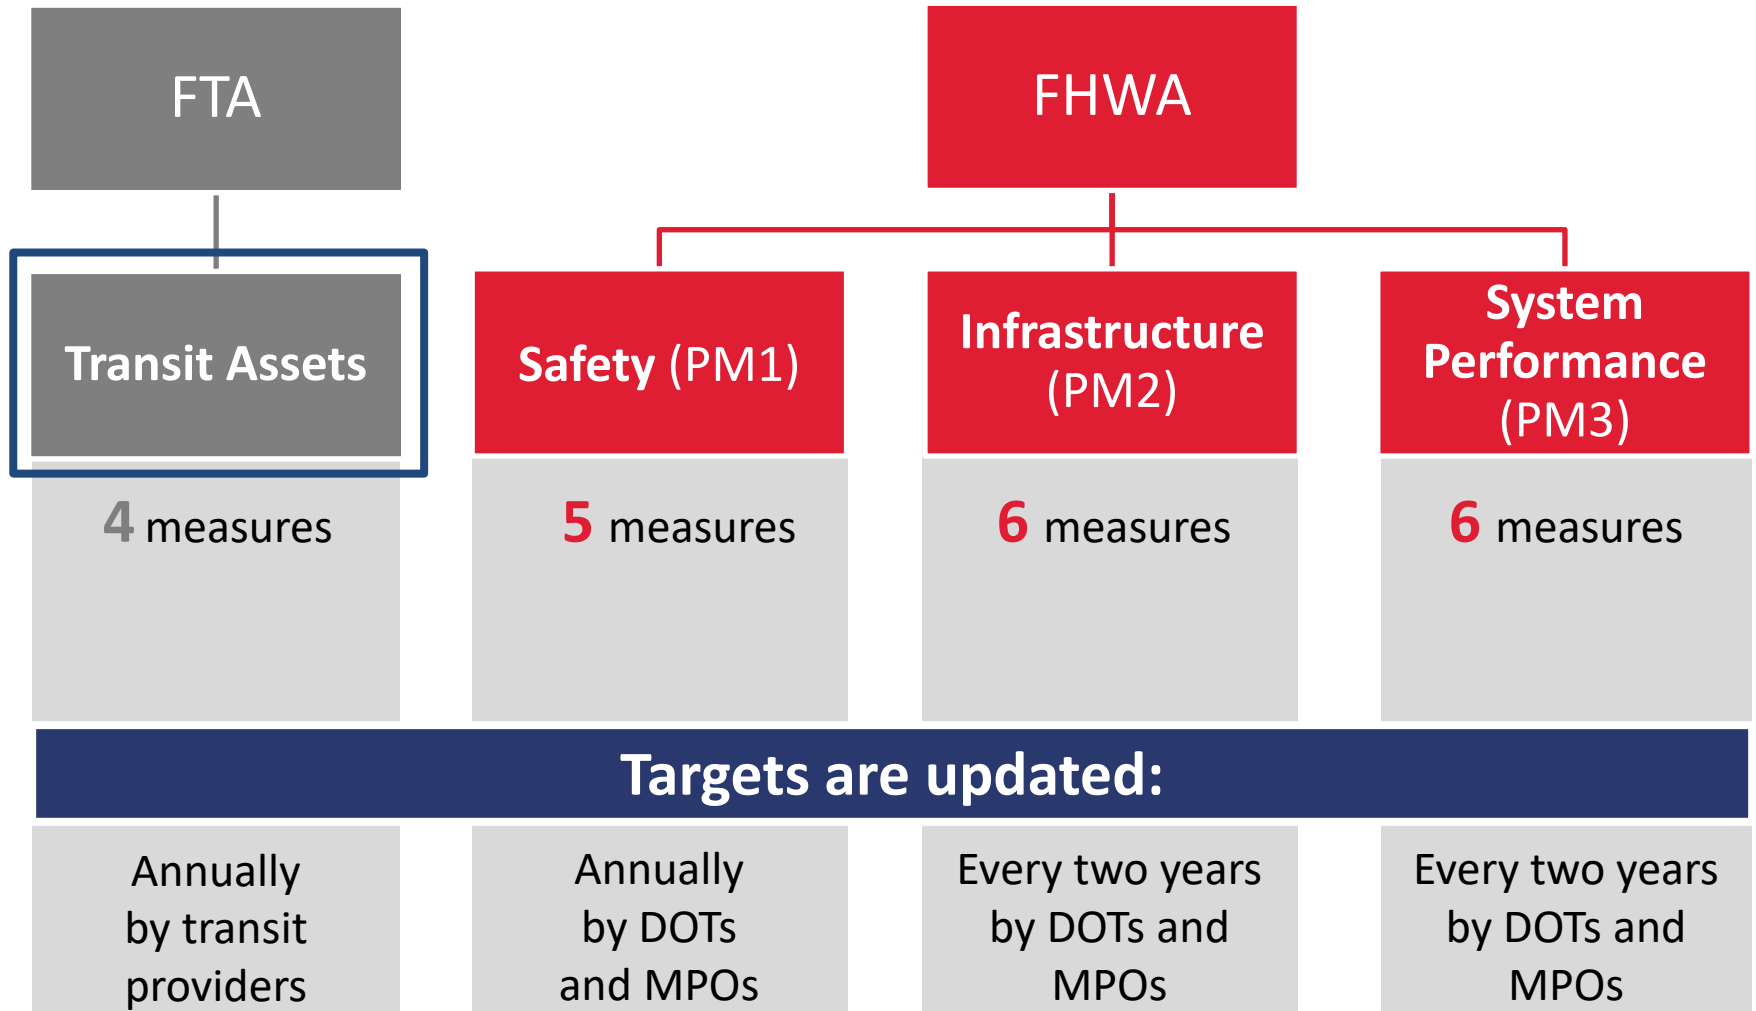 FTA
FHWA
Transit Assets
Safety (PM1)
Infrastructure
(PM2)
System
Performance
(PM3)
4 measures
5 measures
6 measures
6 measures
Targets are updated:
Annually
by transit
providers
Annually
by DOTs
and MPOs
Every two years
by DOTs and
MPOs
Every two years
by DOTs and
MPOs